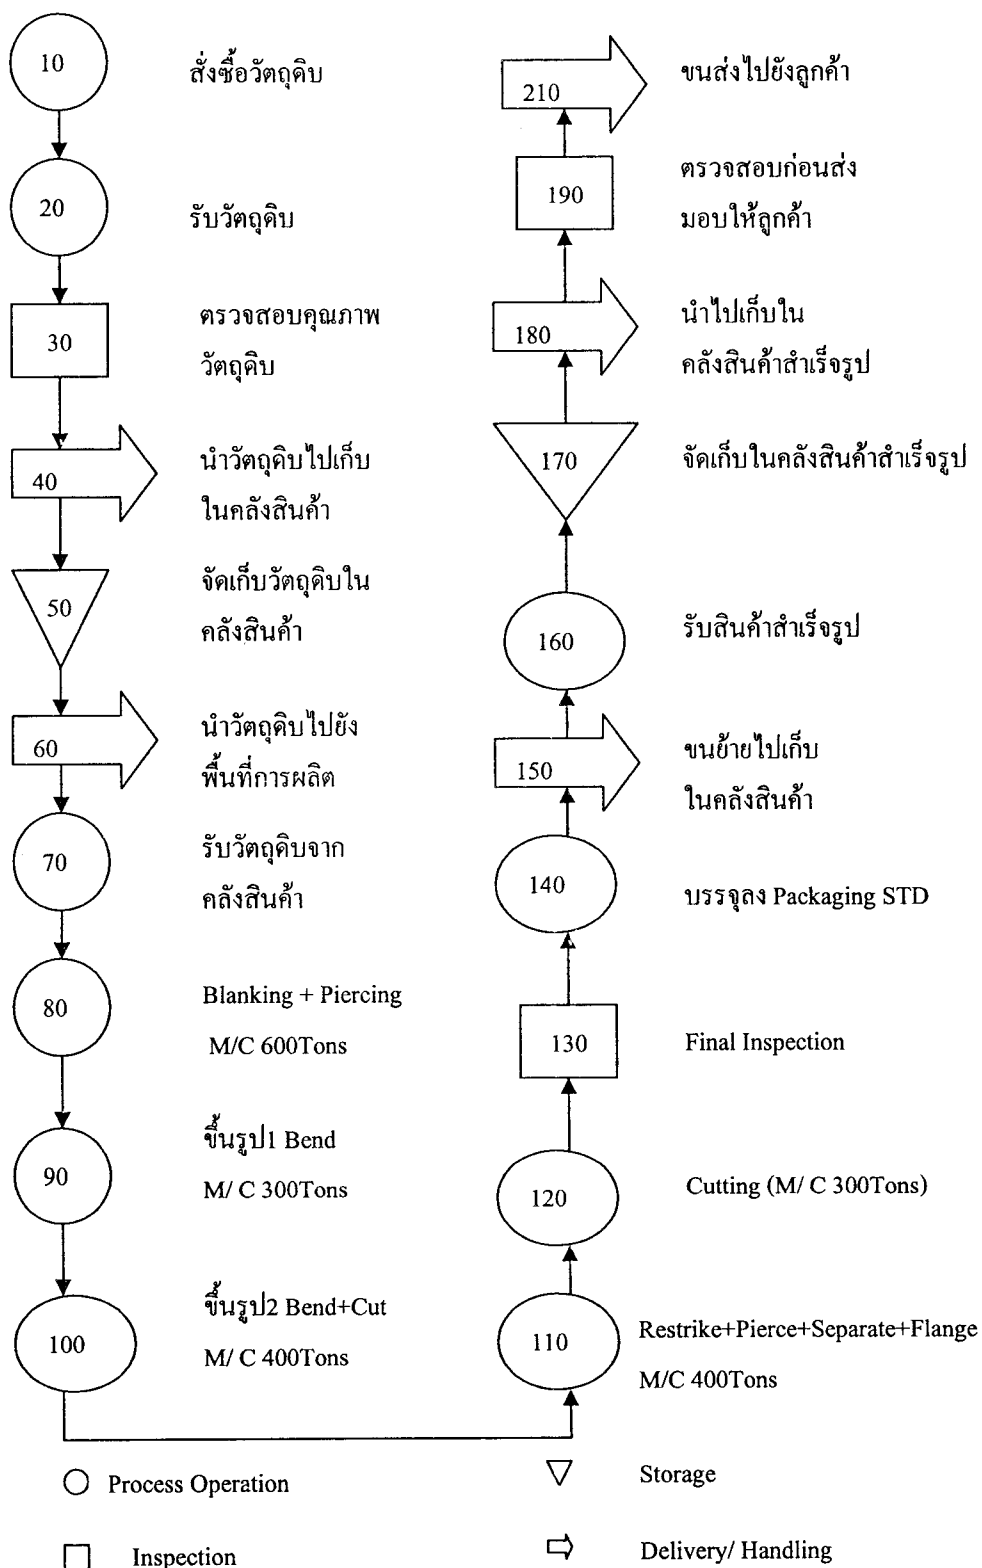 10
สั่งซื้อวัตถุดิบ
20
รับวัตถุดิบ
30
ตรวจสอบคุณภาพ
วัตถุดิบ
40
นำวัตถุดิบไปเก็บ
ในคลังสินค้า
50
จัดเก็บวัตถุดิบใน
คลังสินค้า
60
นำวัตถุดิบไปยัง
พื้นที่การผลิต
70
รับวัตถุดิบจาก
คลังสินค้า
80
Blanking + Piercing
M/C 600Tons
90
ขึ้นรูป1 Bend
M/ C 300Tons
100
ขึ้นรูป2 Bend+Cut
M/ C 400Tons
210
ขนส่งไปยังลูกค้า
190
ตรวจสอบก่อนส่ง
มอบให้ลูกค้า
180
นำไปเก็บใน
คลังสินค้าสำเร็จรูป
170
จัดเก็บในคลังสินค้าสำเร็จรูป
160
รับสินค้าสำเร็จรูป
150
ขนย้ายไปเก็บ
ในคลังสินค้า
140
บรรจุลง Packaging STD
130
Final Inspection
120
Cutting (M/ C 300Tons)
110
Restrike+Pierce+Separate+Flange
M/C 400Tons
Process Operation
Storage
Inspection
Delivery/ Handling